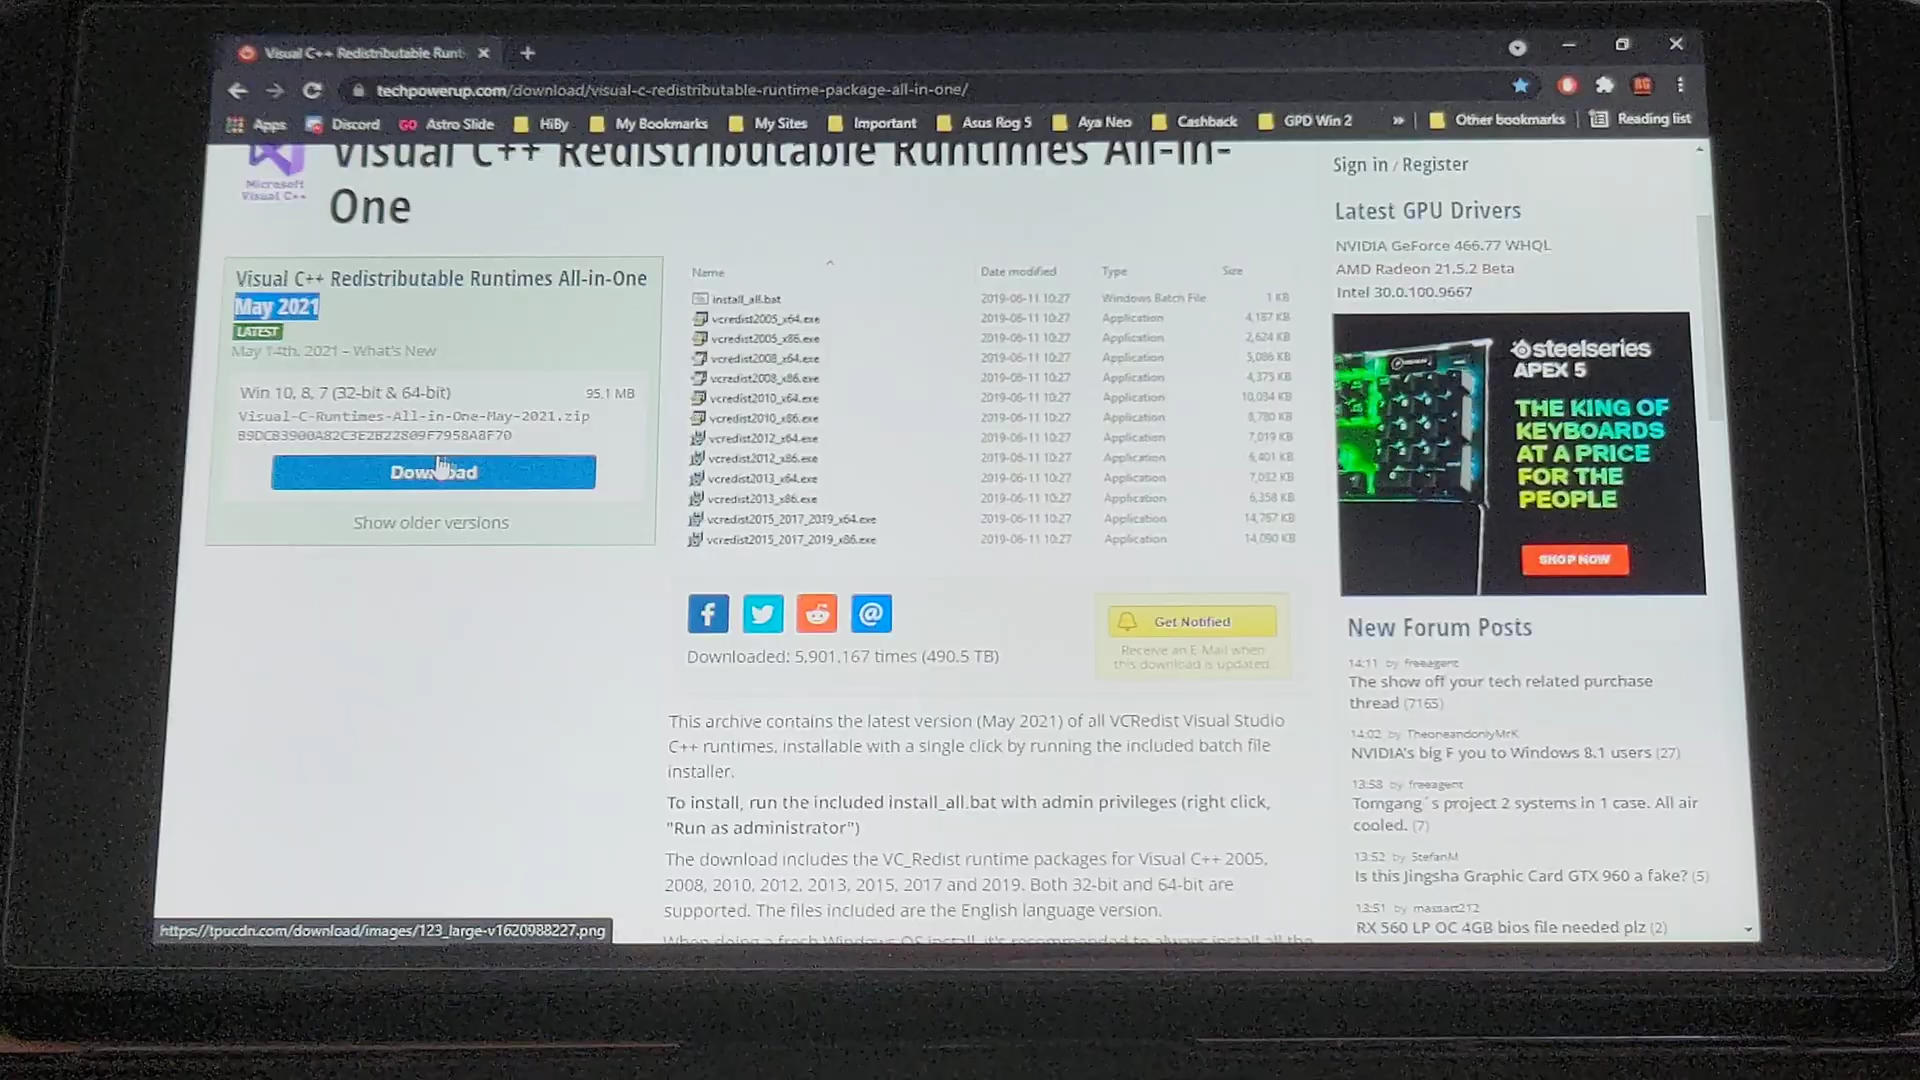 Visual C++ Redistributable Runt
techpowerup.com/download/visual-c-redistributable-runtime-package-all-in-one/
BG
Apps
Discord
GO Astro Slide
HiBy
My Bookmarks
My Sites
Important
Asus Rog 5
Aya Neo
Cashback
GPD Win 2
»
Other bookmarks
Reading list
Microsoft
Visual C++
Visual C++ Redistributable Runtimes All-in-
One
Visual C++ Redistributable Runtimes All-in-One
May 2021
LATEST
May 14th, 2021 – What's New
Win 10, 8, 7 (32-bit & 64-bit) 95.1 MB
Visual-C-Runtimes-All-in-One-May-2021.zip
Download
Show older versions
Name Date modified Type Size
install_all.bat 2019-06-11 10:27 Windows Batch File 1 KB
vcredist2005_x64.exe 2019-06-11 10:27 Application 4,187 KB
vcredist2005_x86.exe 2019-06-11 10:27 Application 2,624 KB
vcredist2008_x64.exe 2019-06-11 10:27 Application 5,086 KB
vcredist2008_x86.exe 2019-06-11 10:27 Application 4,375 KB
vcredist2010_x64.exe 2019-06-11 10:27 Application 10,034 KB
vcredist2010_x86.exe 2019-06-11 10:27 Application 8,780 KB
vcredist2012_x64.exe 2019-06-11 10:27 Application 7,019 KB
vcredist2012_x86.exe 2019-06-11 10:27 Application 6,401 KB
vcredist2013_x64.exe 2019-06-11 10:27 Application 7,032 KB
vcredist2013_x86.exe 2019-06-11 10:27 Application 6,358 KB
vcredist2015_2017_2019_x64.exe 2019-06-11 10:27 Application 14,767 KB
vcredist2015_2017_2019_x86.exe 2019-06-11 10:27 Application 14,090 KB
Downloaded: 5,901,167 times (490.5 TB)
Get Notified
Receive an E-Mail when
this download is updated.
This archive contains the latest version (May 2021) of all VCRedist Visual Studio
C++ runtimes, installable with a single click by running the included batch file
installer.
To install, run the included install_all.bat with admin privileges (right click,
"Run as administrator")
The download includes the VC_Redist runtime packages for Visual C++ 2005,
2008, 2010, 2012, 2013, 2015, 2017 and 2019. Both 32-bit and 64-bit are
supported. The files included are the English language version.
When doing a fresh Windows OS install, it's recommended to always install all the
Sign in / Register
Latest GPU Drivers
NVIDIA GeForce 466.77 WHQL
AMD Radeon 21.5.2 Beta
Intel 30.0.100.9667
steelseries
APEX 5
THE KING OF
KEYBOARDS
AT A PRICE
FOR THE
PEOPLE
SHOP NOW
New Forum Posts
14:11 by freeagent
The show off your tech related purchase
thread (7165)
14:02 by TheoneandonlyMrK
NVIDIA's big F you to Windows 8.1 users (27)
13:58 by freeagent
Tomgang´s project 2 systems in 1 case. All air
cooled. (7)
13:52 by StefanM
Is this Jingsha Graphic Card GTX 960 a fake? (5)
13:51 by massact212
RX 560 LP OC 4GB bios file needed plz (2)
https://tpucdn.com/download/images/123_large-v1620988227.png